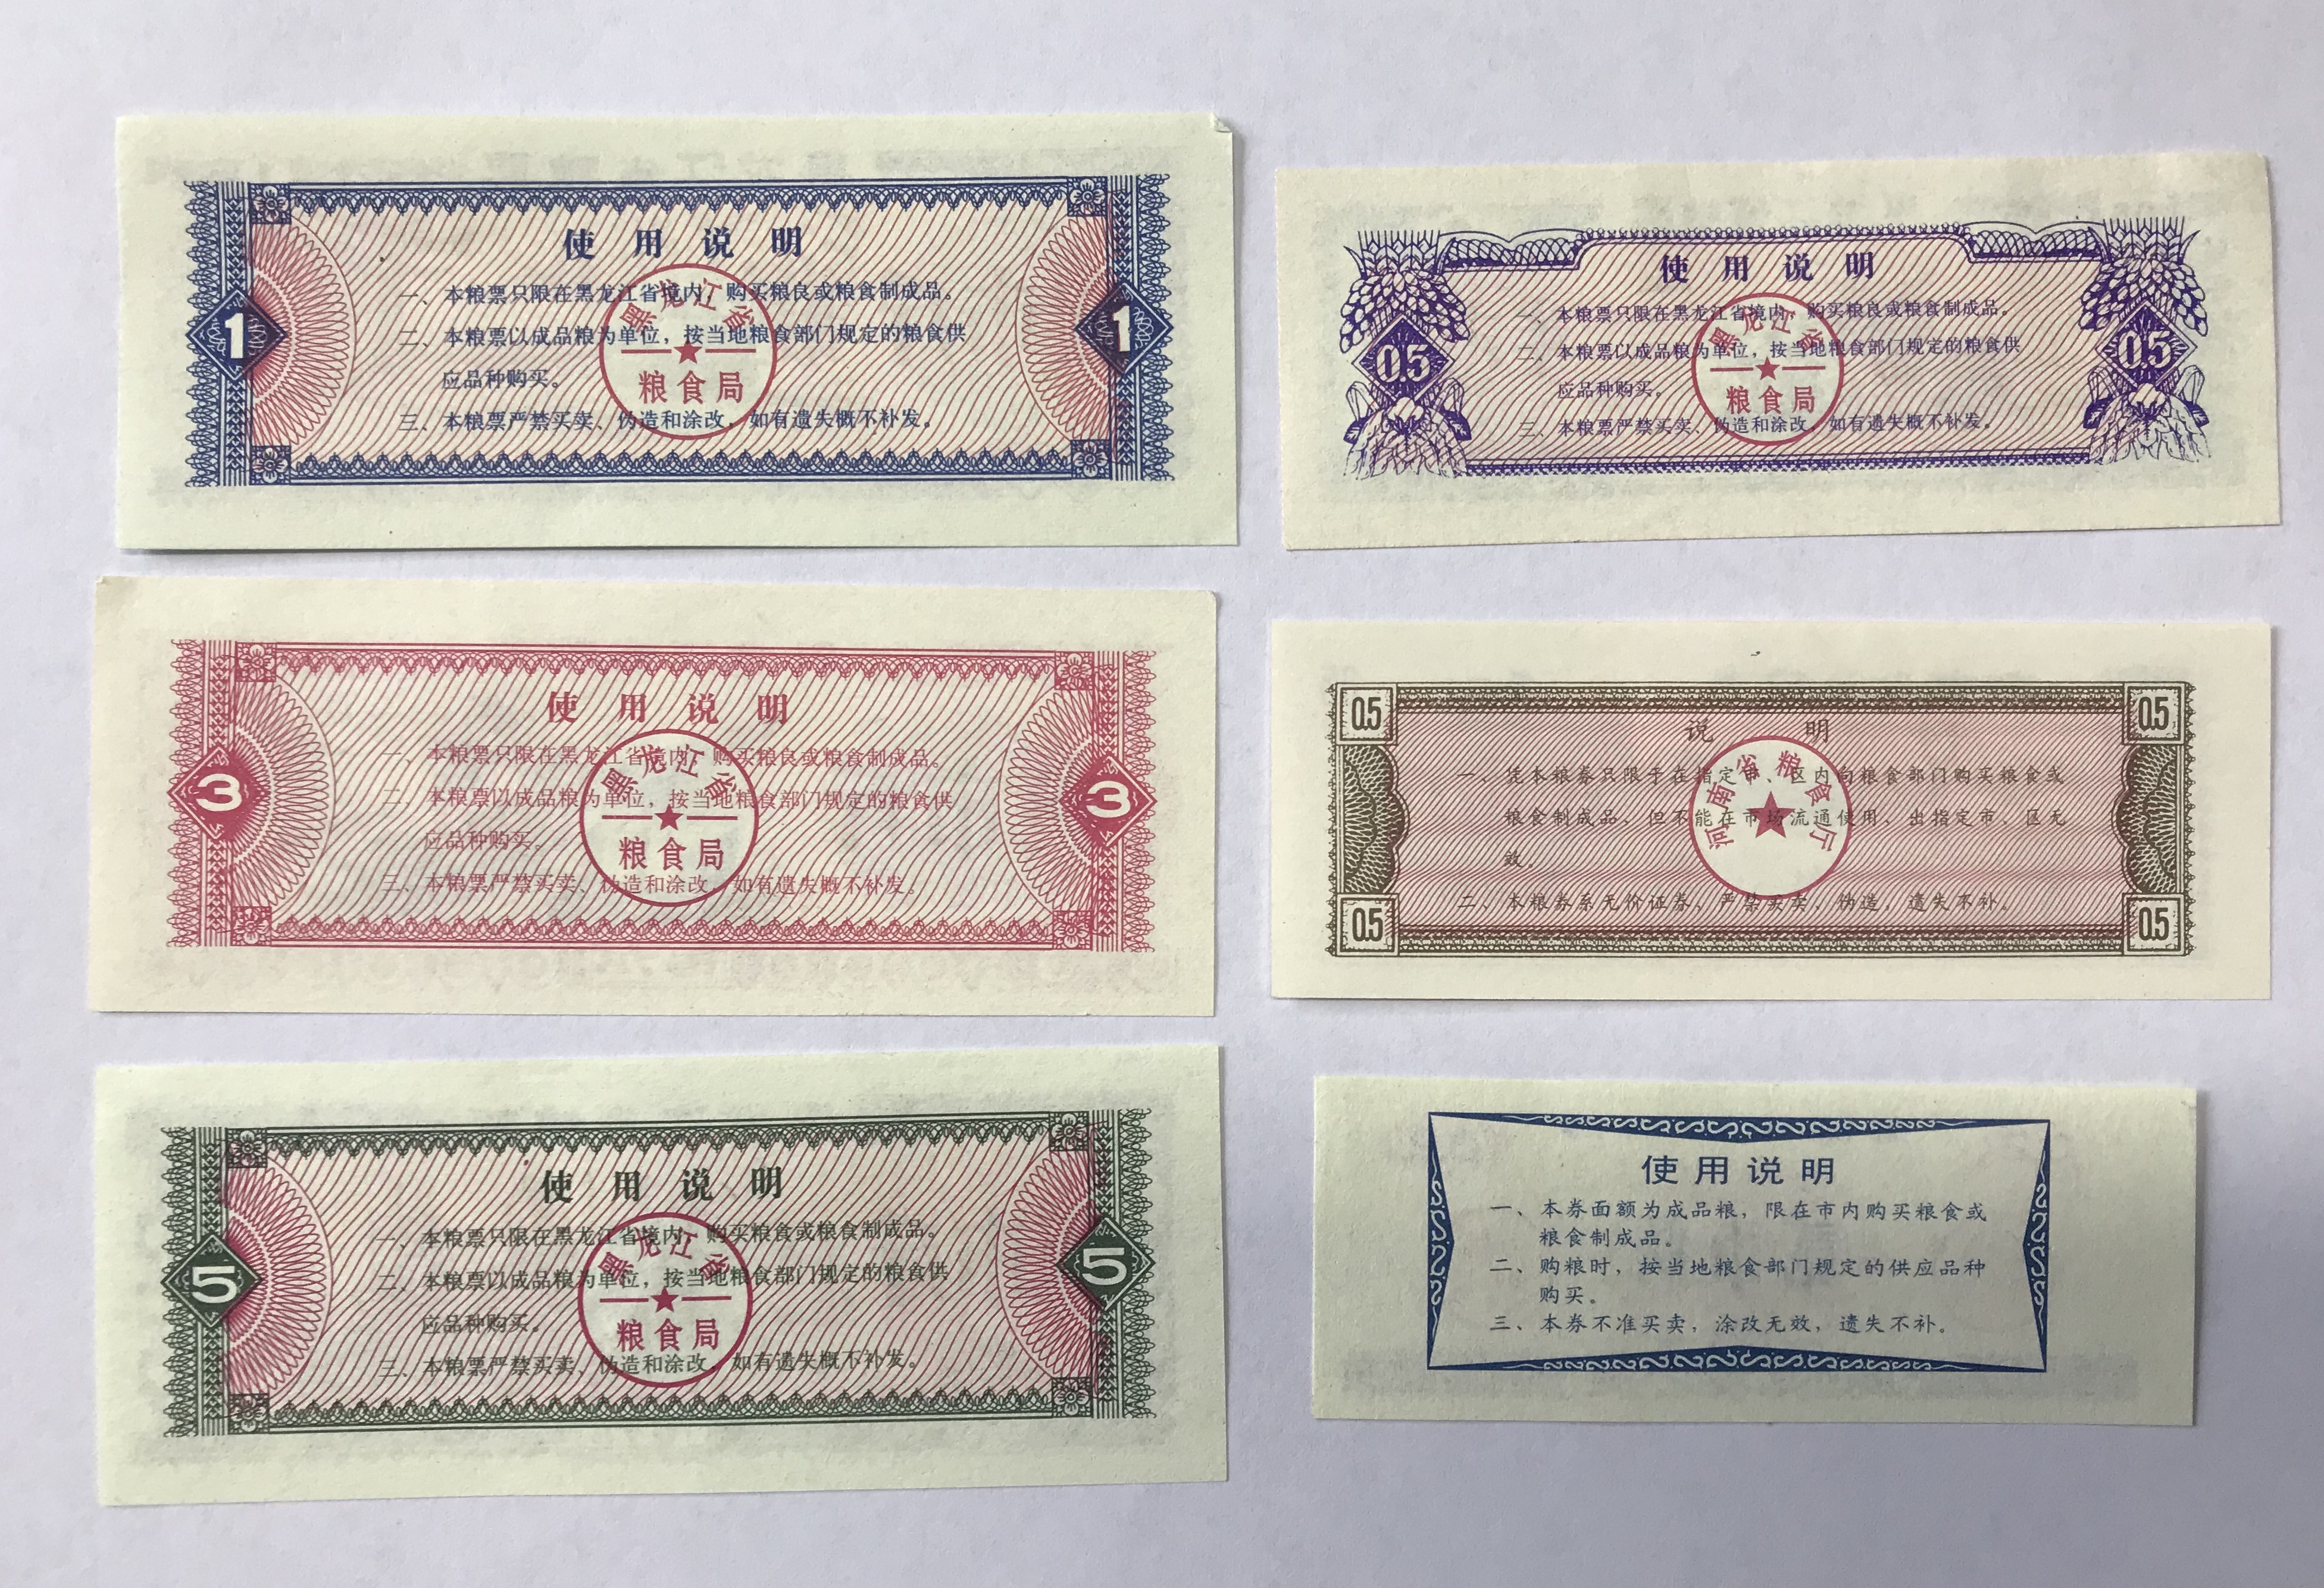 使用说明
一、本粮票只限在黑龙江省境内，购买粮良或粮食制成品。
二、本粮票以成品粮为单位，按当地粮食部门规定的粮食供
应品种购买。
三、本粮票严禁买卖、伪造和涂改，如有遗失概不补发。
黑龙江省
粮食局
1
1
使用说明
一、本粮票只限在黑龙江省境内，购买粮良或粮食制成品。
二、本粮票以成品粮为单位，按当地粮食部门规定的粮食供
应品种购买。
三、本粮票严禁买卖、伪造和涂改，如有遗失概不补发。
黑龙江省
粮食局
05
05
使用说明
一、本粮票只限在黑龙江省境内，购买粮良或粮食制成品。
二、本粮票以成品粮为单位，按当地粮食部门规定的粮食供
应品种购买。
三、本粮票严禁买卖、伪造和涂改，如有遗失概不补发。
黑龙江省
粮食局
3
3
0.5
0.5
说明
一、凭本粮券只限于在指定市、区内向粮食部门购买粮食或
粮食制成品、但不能在市场流通使用、出指定市、区无
效。
二、本粮券系无价证券、严禁买卖、伪造，遗失不补。
河南省粮食厅
0.5
0.5
使用说明
一、本粮票只限在黑龙江省境内，购买粮食或粮食制成品。
二、本粮票以成品粮为单位，按当地粮食部门规定的粮食供
应品种购买。
三、本粮票严禁买卖、伪造和涂改，如有遗失概不补发。
黑龙江省
粮食局
5
5
使用说明
一、本券面额为成品粮，限在市内购买粮食或
粮食制成品。
二、购粮时，按当地粮食部门规定的供应品种
购买。
三、本券不准买卖，涂改无效，遗失不补。